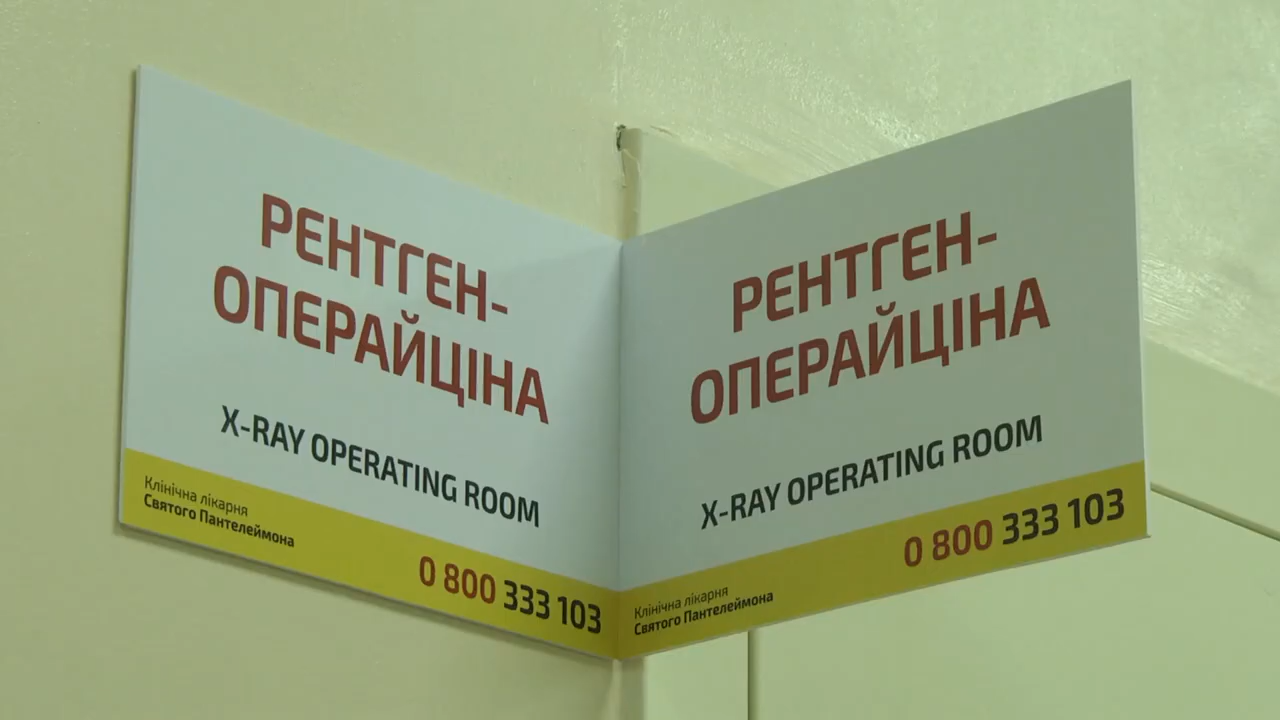 РЕНТГЕН-
ОПЕРАЙЦІНА
X-RAY OPERATING ROOM
Клінічна лікарня
Святого Пантелеймона
0 800 333 103
РЕНТГЕН-
ОПЕРАЙЦІНА
X-RAY OPERATING ROOM
Клінічна лікарня
Святого Пантелеймона
0 800 333 103